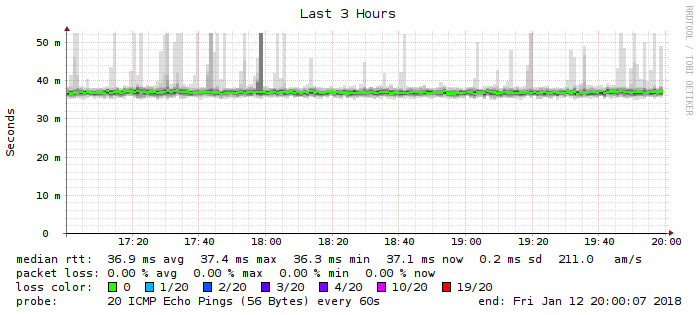 Last 3 Hours
RRDTOOL / TOBI OETIKER
Seconds
50 m
40 m
30 m
20 m
10 m
0
17:20 17:40 18:00 18:20 18:40 19:00 19:20 19:40 20:00
median rtt: 36.9 ms avg 37.4 ms max 36.3 ms min 37.1 ms now 0.2 ms sd 211.0 am/s
packet loss: 0.00 % avg 0.00 % max 0.00 % min 0.00 % now
loss color: 0 1/20 2/20 3/20 4/20 10/20 19/20
probe: 20 ICMP Echo Pings (56 Bytes) every 60s end: Fri Jan 12 20:00:07 2018